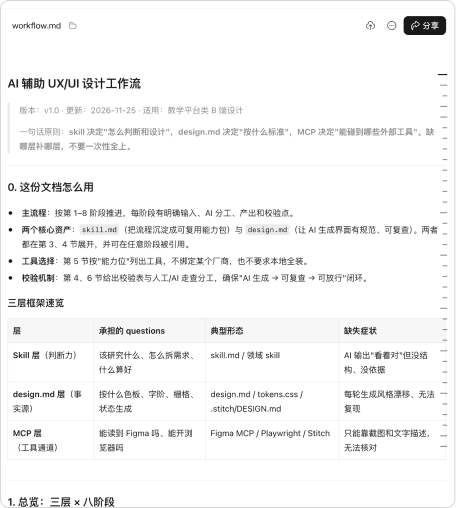 workflow.md
分享
AI 辅助 UX/UI 设计工作流
版本：v1.0 · 更新：2026-11-25 · 适用：教学平台类 B 端设计
一句话原则：skill 决定"怎么判断和设计"，design.md 决定"按什么标准"，MCP 决定"能碰到哪些外部工具"。缺
哪层补哪层，不要一次性全上。
0. 这份文档怎么用
主流程：按第 1–8 阶段推进，每阶段有明确输入、AI 分工、产出和校验点。
两个核心资产：skill.md（把流程沉淀成可复用能力包）与 design.md（让 AI 生成界面有规范、可复查）。两者
都在第 3、4 节展开，并可在任意阶段被引用。
工具选择：第 5 节按"能力位"列出工具，不绑定某个厂商，也不要求本地全装。
校验机制：第 4、6 节给出校验表与人工/AI 走查分工，确保"AI 生成 → 可复查 → 可放行"闭环。
三层框架速览
层 承担的 questions 典型形态 缺失症状
Skill 层（判断力） 该研究什么、怎么拆需求、 skill.md / 领域 skill AI 输出"看着对"但没结
什么算好 构、没依据
design.md 层（事 按什么色板、字阶、栅格、 design.md / tokens.css / 每轮生成风格漂移、无法
实源） 状态生成 .stitch/DESIGN.md 复现
MCP 层 能读到 Figma 吗、能开浏 Figma MCP / Playwright / Stitch 只能靠截图和文字描述，
（工具通道） 览器吗 无法核对
1. 总览：三层 × 八阶段